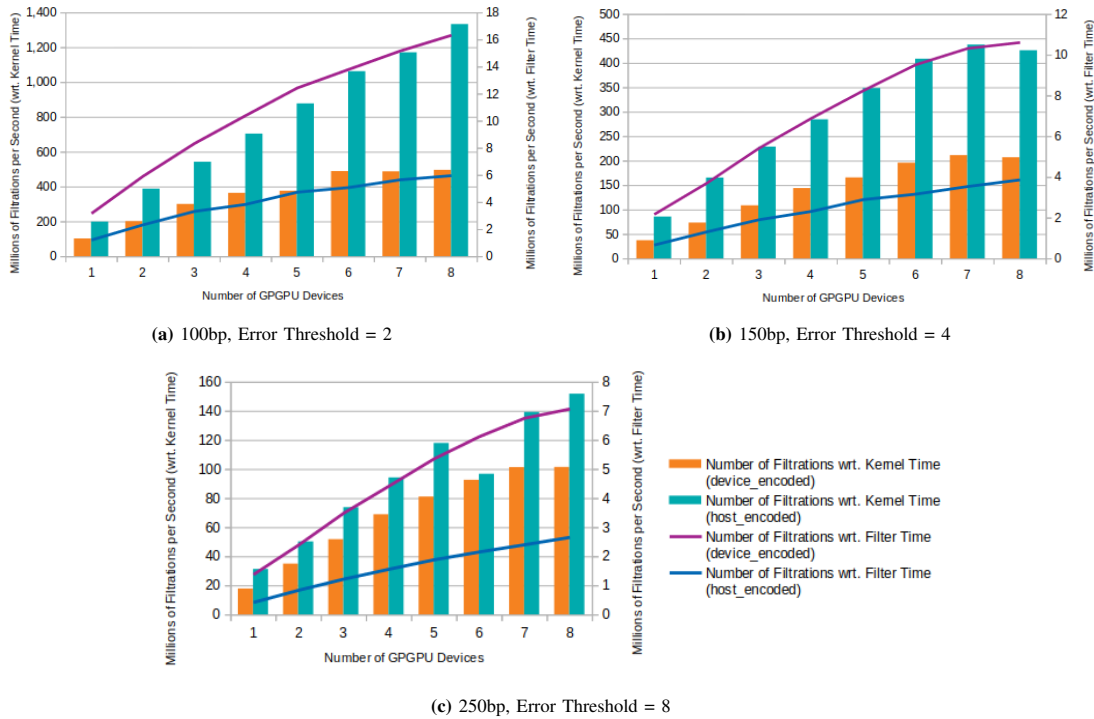 Millions of Filtrations per Second (wrt. Kernel Time)
1,400
1,200
1,000
800
600
400
200
0
18
16
14
12
10
8
6
4
2
0
Millions of Filtrations per Second (wrt. Filter Time)
1 2 3 4 5 6 7 8
Number of GPGPU Devices
(a) 100bp, Error Threshold = 2
Millions of Filtrations per Second (wrt. Kernel Time)
500
450
400
350
300
250
200
150
100
50
0
12
10
8
6
4
2
0
Millions of Filtrations per Second (wrt. Filter Time)
1 2 3 4 5 6 7 8
Number of GPGPU Devices
(b) 150bp, Error Threshold = 4
Millions of Filtrations per Second (wrt. Kernel Time)
160
140
120
100
80
60
40
20
0
8
7
6
5
4
3
2
1
0
Millions of Filtrations per Second (wrt. Filter Time)
1 2 3 4 5 6 7 8
Number of GPGPU Devices
Number of Filtrations wrt. Kernel Time
(device_encoded)
Number of Filtrations wrt. Kernel Time
(host_encoded)
Number of Filtrations wrt. Filter Time
(device_encoded)
Number of Filtrations wrt. Filter Time
(host_encoded)
(c) 250bp, Error Threshold = 8